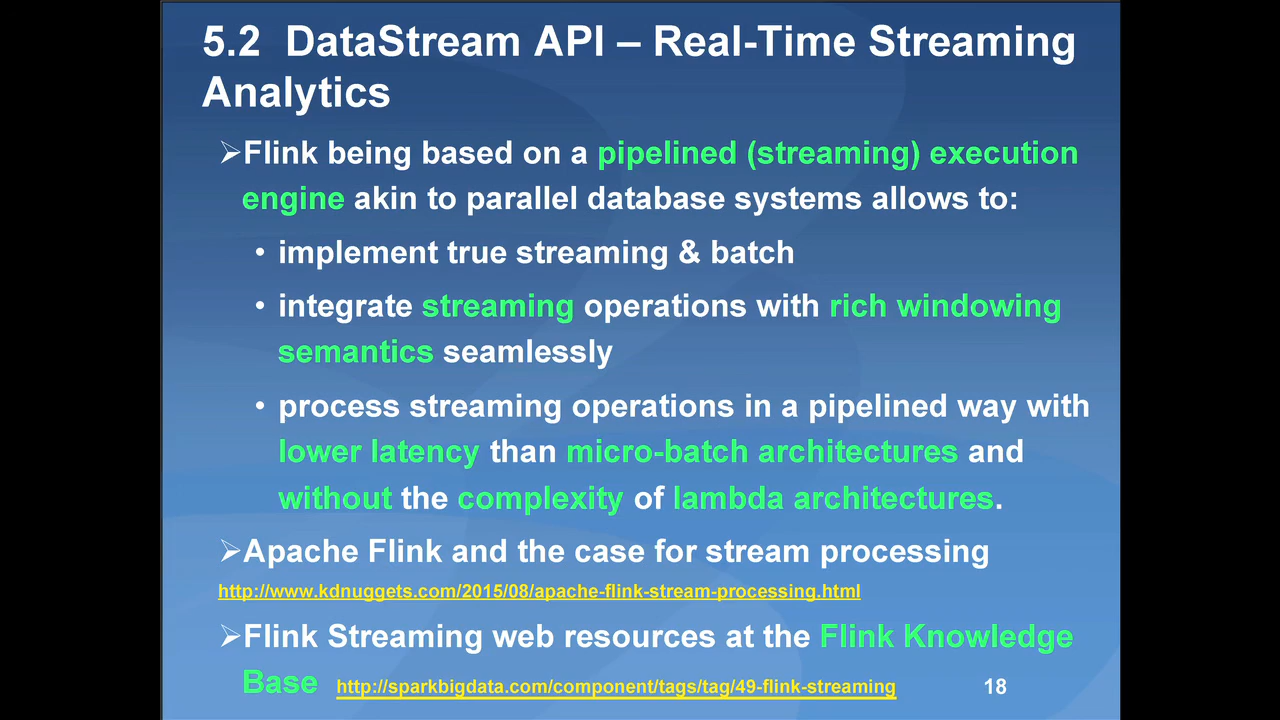 5.2 DataStream API – Real-Time Streaming
Analytics
➢Flink being based on a pipelined (streaming) execution
engine akin to parallel database systems allows to:
• implement true streaming & batch
• integrate streaming operations with rich windowing
semantics seamlessly
• process streaming operations in a pipelined way with
lower latency than micro-batch architectures and
without the complexity of lambda architectures.
➢Apache Flink and the case for stream processing
http://www.kdnuggets.com/2015/08/apache-flink-stream-processing.html
➢Flink Streaming web resources at the Flink Knowledge
Base http://sparkbigdata.com/component/tags/tag/49-flink-streaming 18